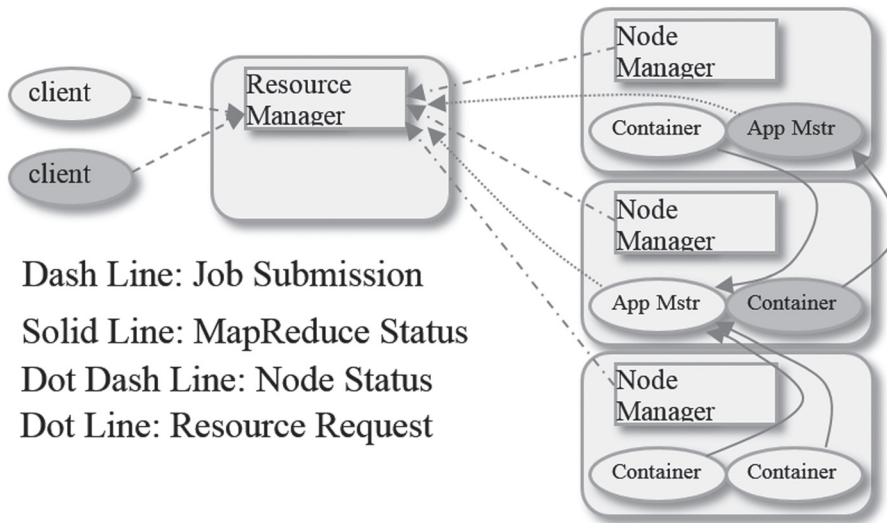 client
client
Resource
Manager
Node
Manager
Container
App Mstr
Node
Manager
App Mstr
Container
Node
Manager
Container
Container
Dash Line: Job Submission
Solid Line: MapReduce Status
Dot Dash Line: Node Status
Dot Line: Resource Request